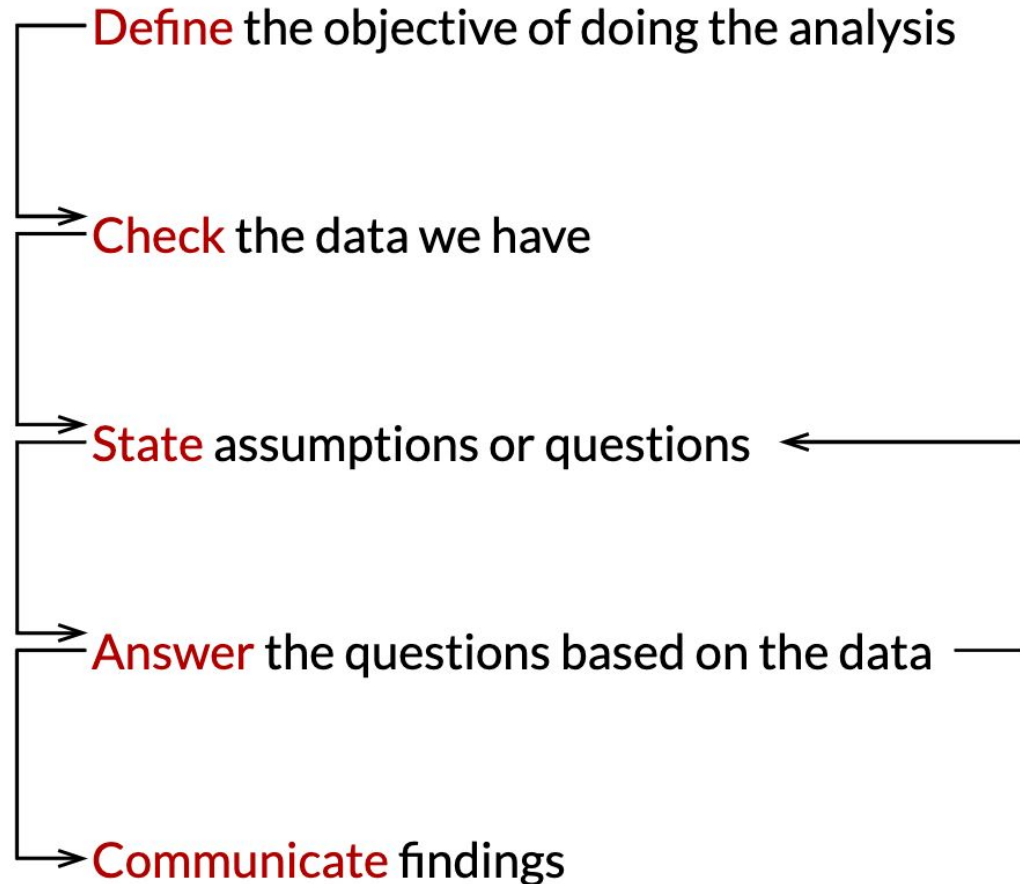 Define the objective of doing the analysis
Check the data we have
State assumptions or questions
Answer the questions based on the data
Communicate findings